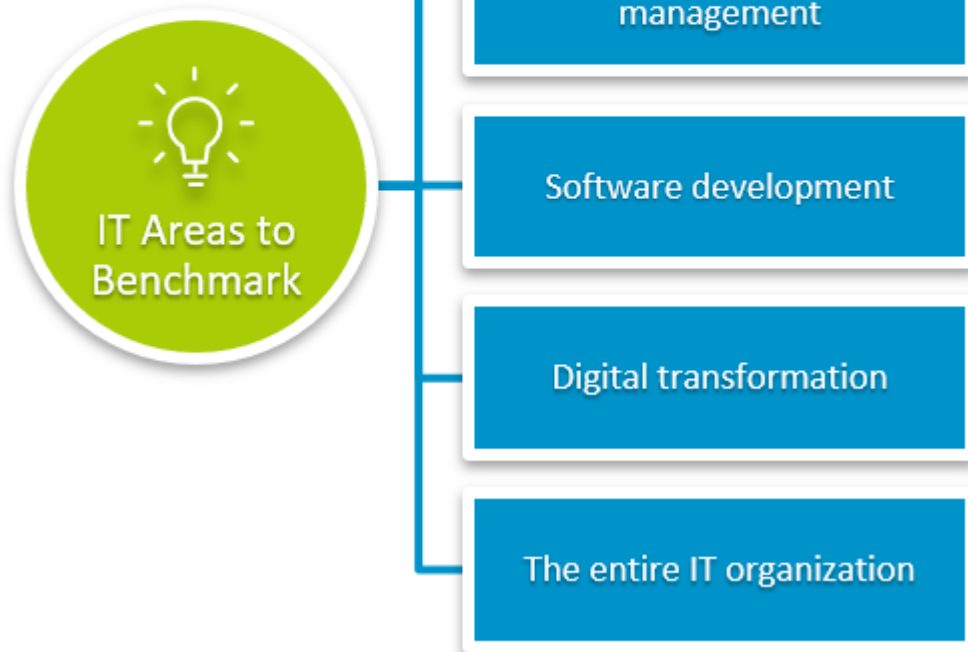 management
Software development
IT Areas to
Benchmark
Digital transformation
The entire IT organization